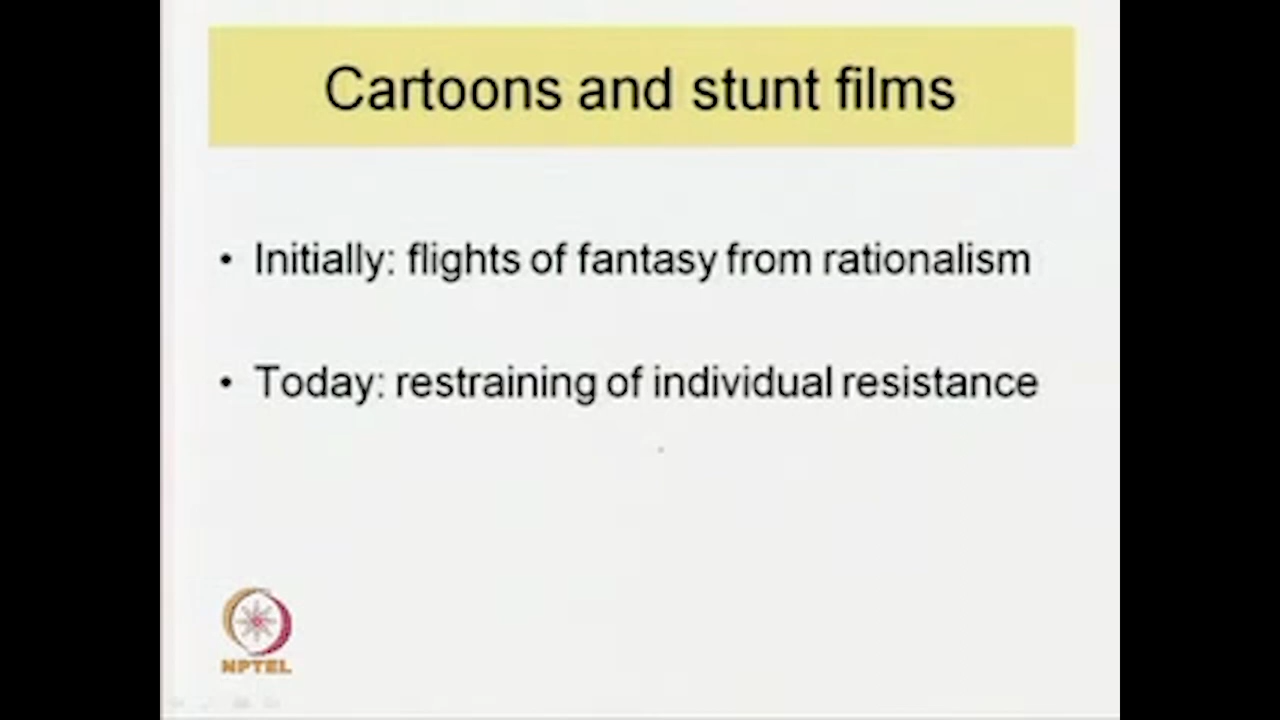 Cartoons and stunt films
• Initially: flights of fantasy from rationalism
• Today: restraining of individual resistance
NPTEL